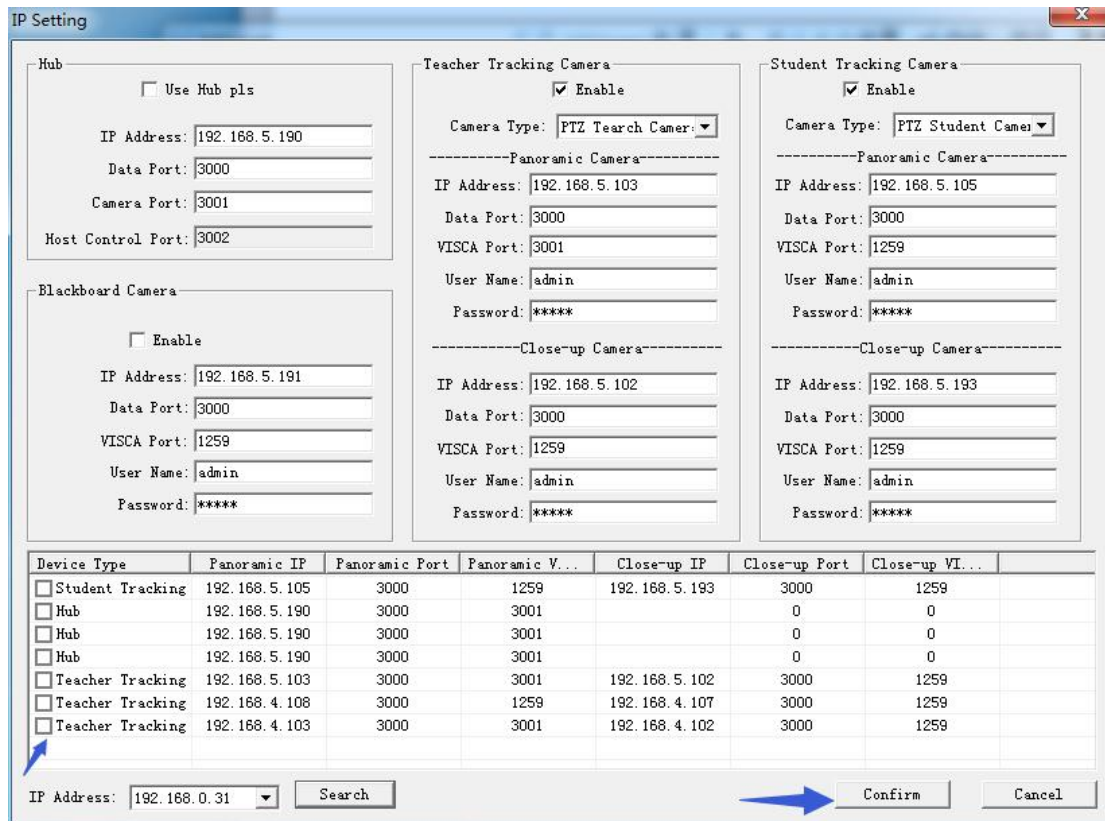 IP Setting
Hub
Use Hub pls
IP Address: 192.168.5.190
Data Port: 3000
Camera Port: 3001
Host Control Port: 3002
Blackboard Camera
Enable
IP Address: 192.168.5.191
Data Port: 3000
VISCA Port: 1259
User Name: admin
Password: *****
Teacher Tracking Camera
Enable
Camera Type: PTZ Tearch Camer
----------Panoramic Camera----------
IP Address: 192.168.5.103
Data Port: 3000
VISCA Port: 3001
User Name: admin
Password: *****
-----------Close-up Camera----------
IP Address: 192.168.5.102
Data Port: 3000
VISCA Port: 1259
User Name: admin
Password: *****
Student Tracking Camera
Enable
Camera Type: PTZ Student Camer
----------Panoramic Camera----------
IP Address: 192.168.5.105
Data Port: 3000
VISCA Port: 1259
User Name: admin
Password: *****
-----------Close-up Camera----------
IP Address: 192.168.5.193
Data Port: 3000
VISCA Port: 1259
User Name: admin
Password: *****
Device Type Panoramic IP Panoramic Port Panoramic V... Close-up IP Close-up Port Close-up VI...
Student Tracking 192.168.5.105 3000 1259 192.168.5.193 3000 1259
Hub 192.168.5.190 3000 3001 0 0
Hub 192.168.5.190 3000 3001 0 0
Hub 192.168.5.190 3000 3001 0 0
Teacher Tracking 192.168.5.103 3000 3001 192.168.5.102 3000 1259
Teacher Tracking 192.168.4.108 3000 1259 192.168.4.107 3000 1259
Teacher Tracking 192.168.4.103 3000 3001 192.168.4.102 3000 1259
IP Address: 192.168.0.31 Search Confirm Cancel